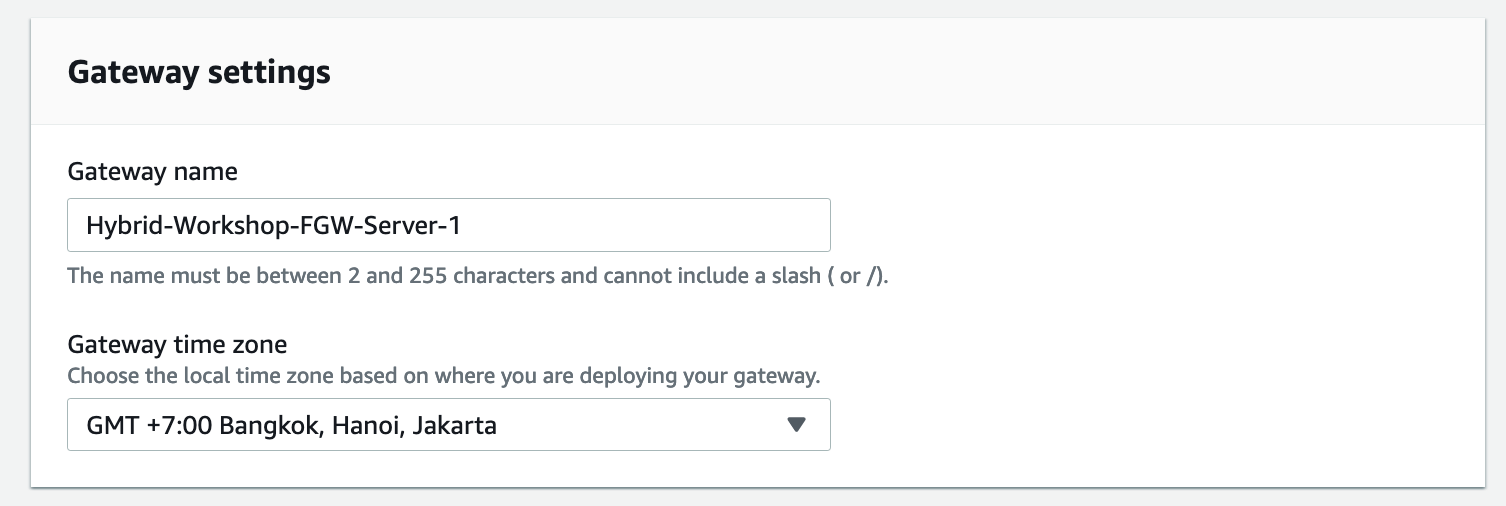 Gateway settings
Gateway name
Hybrid-Workshop-FGW-Server-1
The name must be between 2 and 255 characters and cannot include a slash ( or /).
Gateway time zone
Choose the local time zone based on where you are deploying your gateway.
GMT +7:00 Bangkok, Hanoi, Jakarta